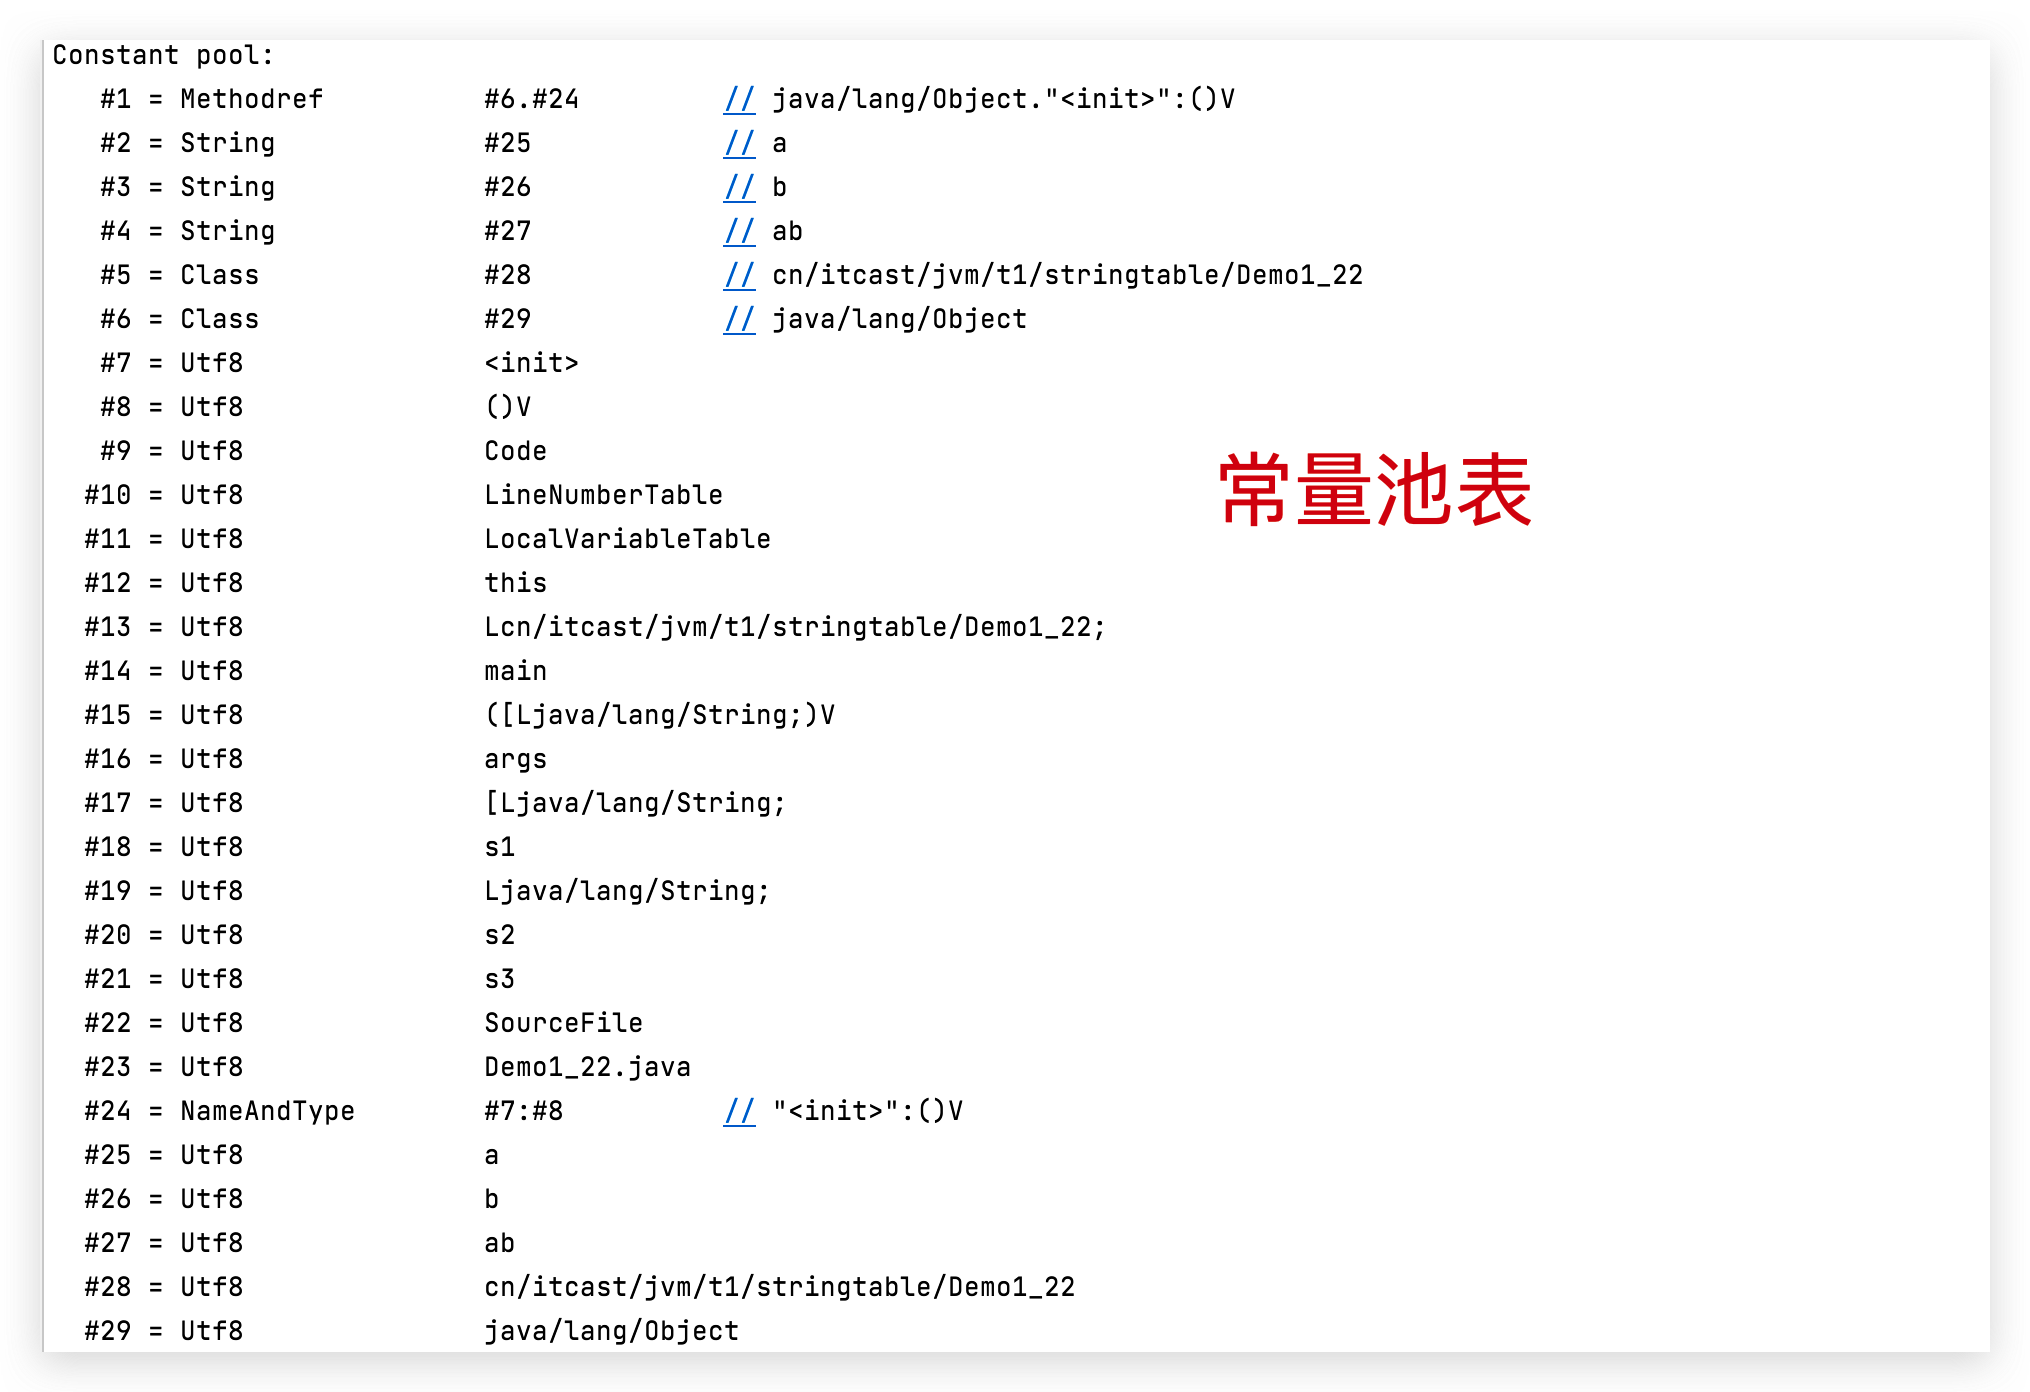 Constant pool:
#1 = Methodref #6.#24 // java/lang/Object."<init>":()V
#2 = String #25 // a
#3 = String #26 // b
#4 = String #27 // ab
#5 = Class #28 // cn/itcast/jvm/t1/stringtable/Demo1_22
#6 = Class #29 // java/lang/Object
#7 = Utf8 <init>
#8 = Utf8 ()V
#9 = Utf8 Code
常量池表
#10 = Utf8 LineNumberTable
#11 = Utf8 LocalVariableTable
#12 = Utf8 this
#13 = Utf8 Lcn/itcast/jvm/t1/stringtable/Demo1_22;
#14 = Utf8 main
#15 = Utf8 ([Ljava/lang/String;)V
#16 = Utf8 args
#17 = Utf8 [Ljava/lang/String;
#18 = Utf8 s1
#19 = Utf8 Ljava/lang/String;
#20 = Utf8 s2
#21 = Utf8 s3
#22 = Utf8 SourceFile
#23 = Utf8 Demo1_22.java
#24 = NameAndType #7:#8 // "<init>":()V
#25 = Utf8 a
#26 = Utf8 b
#27 = Utf8 ab
#28 = Utf8 cn/itcast/jvm/t1/stringtable/Demo1_22
#29 = Utf8 java/lang/Object